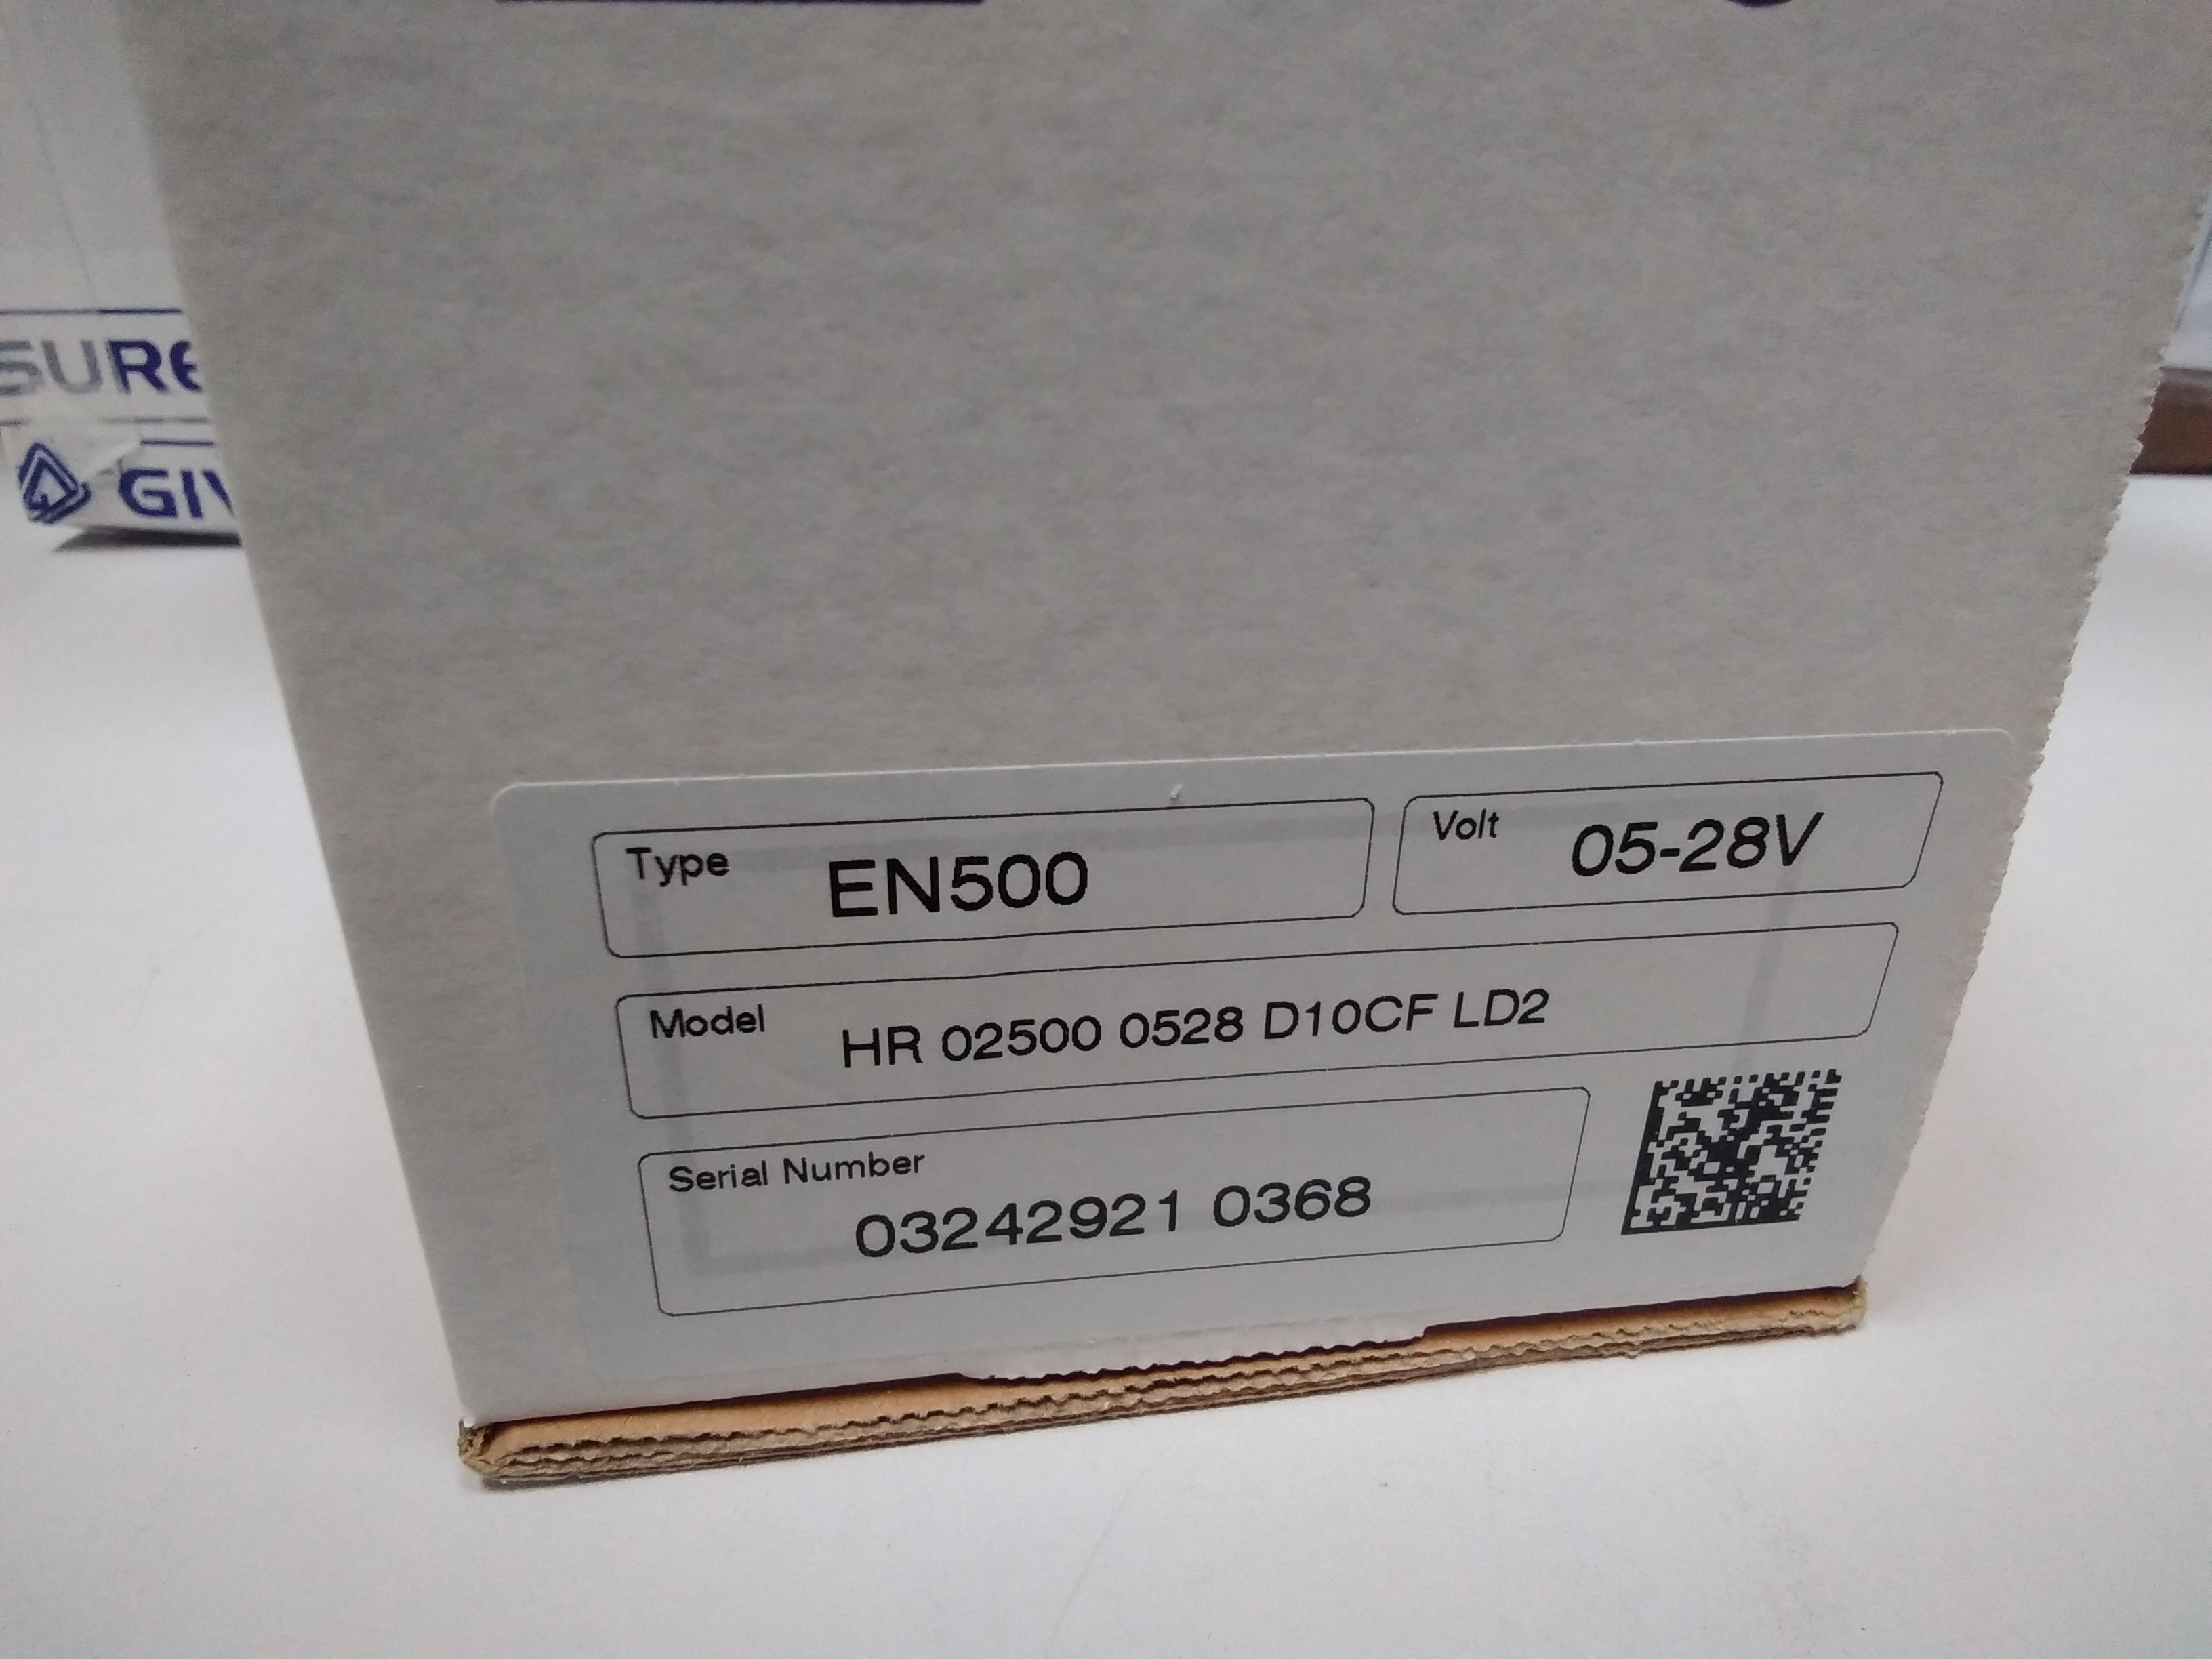 SURE
GIV
Type EN500
Volt 05-28V
Model HR 02500 0528 D10CF LD2
Serial Number
03242921 0368